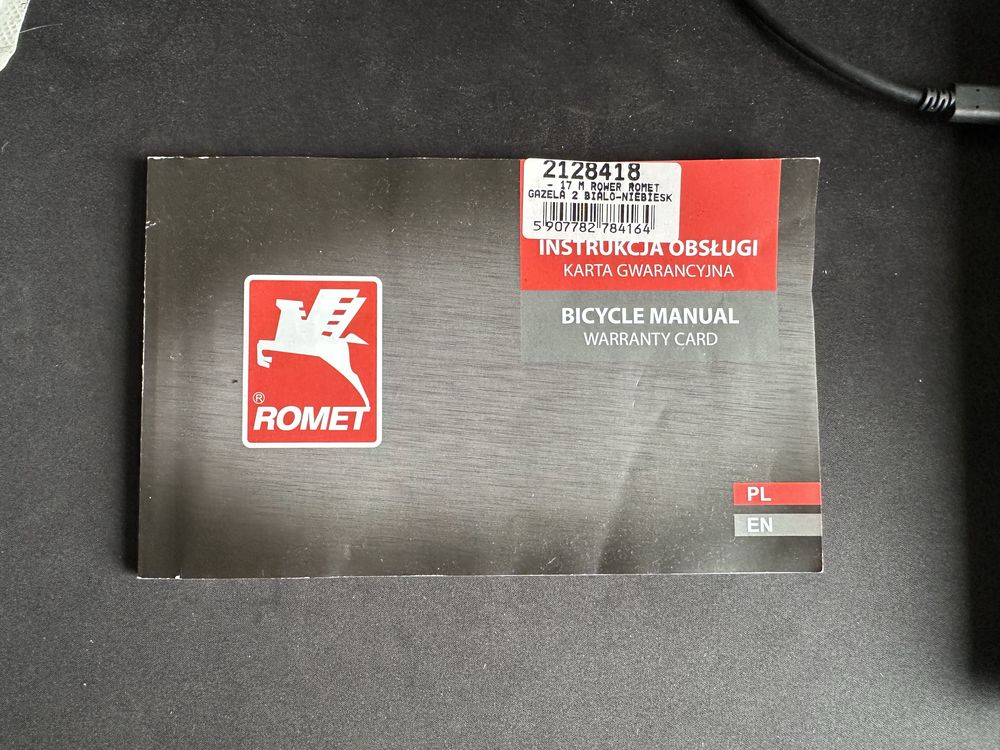 2128418
- 17 M ROWER ROMET
GAZELA 2 BIALO-NIEBIESK
5 907782 784164
INSTRUKCJA OBSŁUGI
KARTA GWARANCYJNA
BICYCLE MANUAL
WARRANTY CARD
®
ROMET
PL
EN